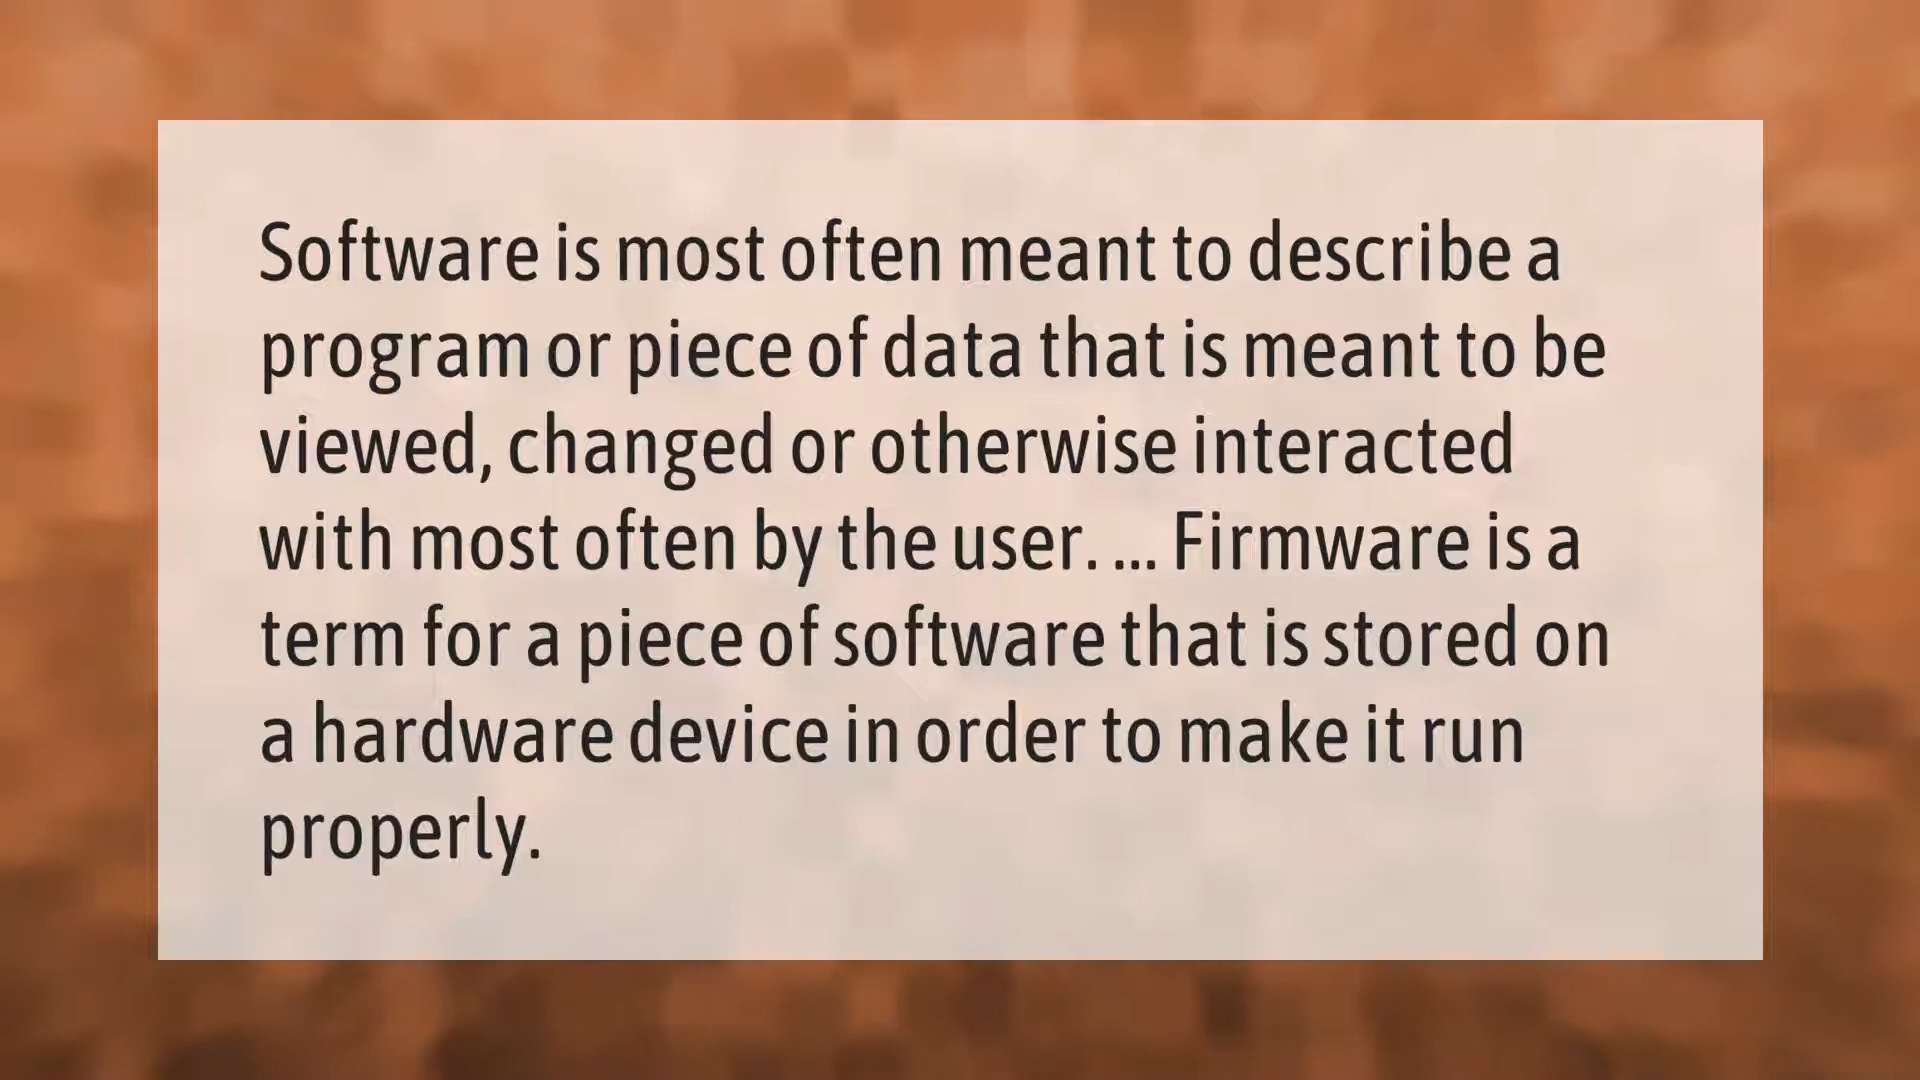 Software is most often meant to describe a
program or piece of data that is meant to be
viewed, changed or otherwise interacted
with most often by the user. ... Firmware is a
term for a piece of software that is stored on
a hardware device in order to make it run
properly.